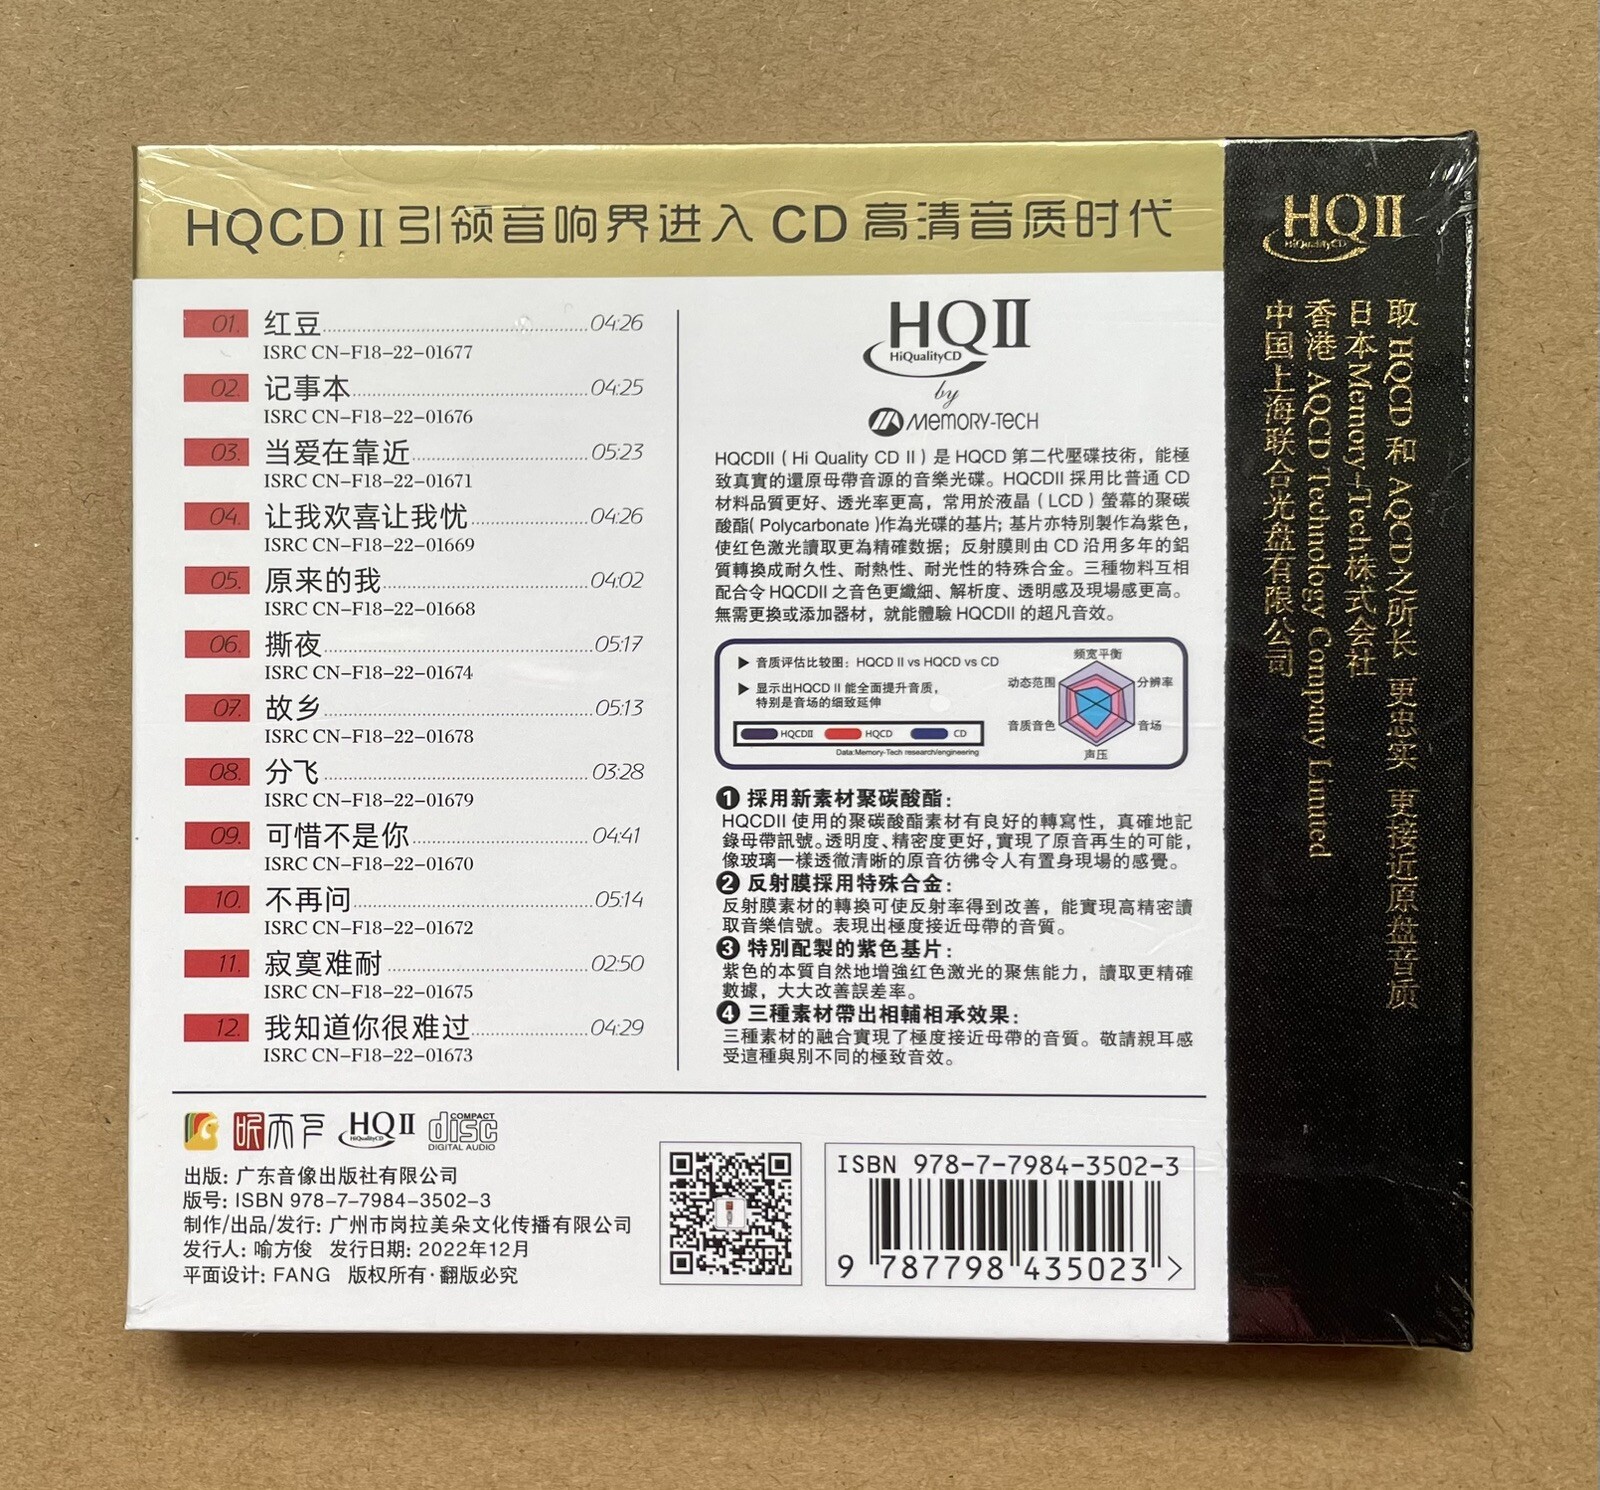 HQCD II 引领音响界进入 CD 高清音质时代
01. 红豆 04:26
ISRC CN-F18-22-01677
02. 记事本 04:25
ISRC CN-F18-22-01676
03. 当爱在靠近 05:23
ISRC CN-F18-22-01671
04. 让我欢喜让我忧 04:26
ISRC CN-F18-22-01669
05. 原来的我 04:02
ISRC CN-F18-22-01668
06. 撕夜 05:17
ISRC CN-F18-22-01674
07. 故乡 05:13
ISRC CN-F18-22-01678
08. 分飞 03:28
ISRC CN-F18-22-01679
09. 可惜不是你 04:41
ISRC CN-F18-22-01670
10. 不再问 05:14
ISRC CN-F18-22-01672
11. 寂寞难耐 02:50
ISRC CN-F18-22-01675
12. 我知道你很难过 04:29
ISRC CN-F18-22-01673
HQII
HiQualityCD
by
MEMORY-TECH
HQCDII（Hi Quality CD II）是 HQCD 第二代壓碟技術，能極
致真實的還原母帶音源的音樂光碟。HQCDII 採用比普通 CD
材料品質更好、透光率更高，常用於液晶（LCD）螢幕的聚碳
酸酯( Polycarbonate )作為光碟的基片; 基片亦特別製作為紫色，
使红色激光讀取更為精確数据；反射膜則由 CD 沿用多年的鋁
質轉換成耐久性、耐熱性、耐光性的特殊合金。三種物料互相
配合令 HQCDII 之音色更纖細、解析度、透明感及現場感更高。
無需更換或添加器材，就能體驗 HQCDII 的超凡音效。
▶ 音质评估比较图：HQCD II vs HQCD vs CD
▶ 显示出HQCD II 能全面提升音质，
特别是音场的细致延伸
HQCDII HQCD CD
Data:Memory-Tech research/engineering
频宽平衡
动态范围
分辨率
音质音色
音场
声压
❶ 採用新素材聚碳酸酯：
HQCDII 使用的聚碳酸酯素材有良好的轉寫性，真確地記
錄母帶訊號。透明度、精密度更好，實現了原音再生的可能，
像玻璃一樣透徹清晰的原音彷彿令人有置身現場的感覺。
❷ 反射膜採用特殊合金：
反射膜素材的轉換可使反射率得到改善，能實現高精密讀
取音樂信號。表現出極度接近母帶的音質。
❸ 特別配製的紫色基片：
紫色的本質自然地增強红色激光的聚焦能力，讀取更精確
數據，大大改善誤差率。
❹ 三種素材帶出相輔相承效果：
三種素材的融合實現了極度接近母帶的音質。敬請親耳感
受這種與別不同的極致音效。
HQII
HiQualityCD
COMPACT
disc
DIGITAL AUDIO
出版: 广东音像出版社有限公司
版号: ISBN 978-7-7984-3502-3
制作/出品/发行: 广州市岗拉美朵文化传播有限公司
发行人: 喻方俊 发行日期: 2022年12月
平面设计: FANG 版权所有·翻版必究
ISBN 978-7-7984-3502-3
9 787798 435023 >
HQII
HiQualityCD
取 HQCD 和 AQCD之所长 更忠实 更接近原盘音质
日本Memory-Tech株式会社
香港 AQCD Technology Company Limited
中国上海联合光盘有限公司